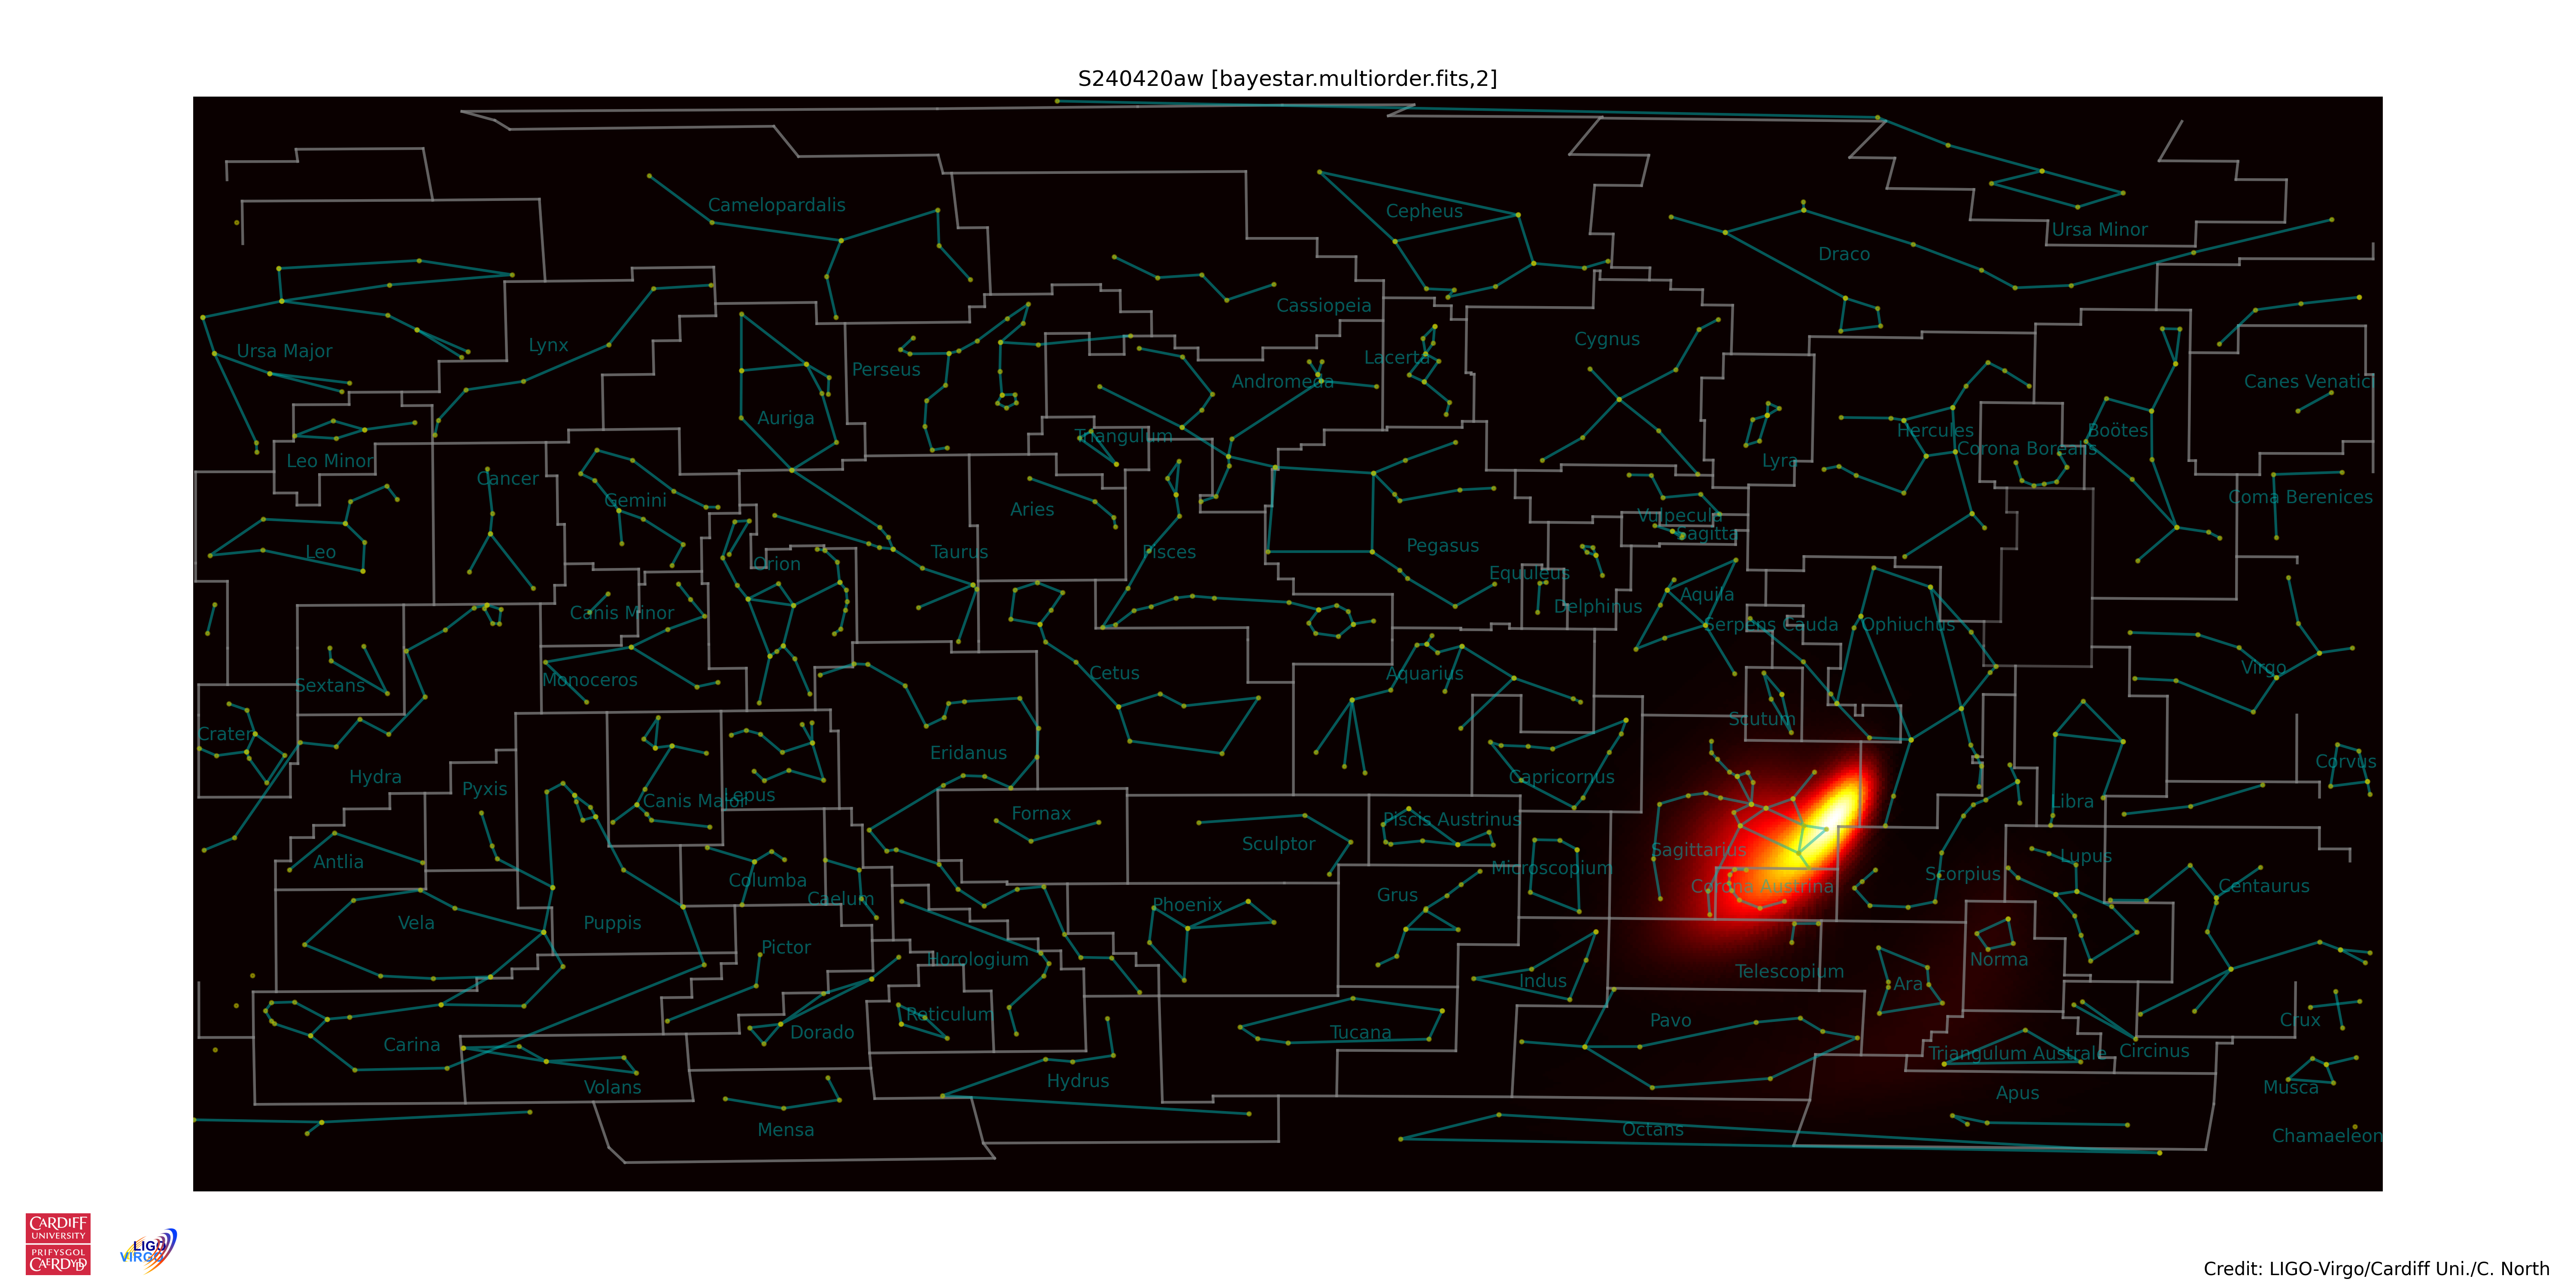 S240420aw [bayestar.multiorder.fits,2]
Camelopardalis
Cepheus
Ursa Minor
Draco
Cassiopeia
Ursa Major
Lynx
Cygnus
Lacerta
Perseus
Andromeda
Canes Venatici
Auriga
Triangulum
Hercules
Boötes
Corona Borealis
Leo Minor
Lyra
Cancer
Gemini
Coma Berenices
Aries
Vulpecula
Sagitta
Leo
Taurus
Pisces
Pegasus
Orion
Equuleus
Aquila
Delphinus
Canis Minor
Serpens Cauda
Ophiuchus
Virgo
Cetus
Aquarius
Monoceros
Sextans
Scutum
Crater
Eridanus
Corvus
Hydra
Capricornus
Pyxis
Lepus
Canis Major
Libra
Fornax
Piscis Austrinus
Sculptor
Sagittarius
Lupus
Antlia
Microscopium
Scorpius
Columba
Corona Austrina
Centaurus
Grus
Caelum
Phoenix
Vela
Puppis
Pictor
Horologium
Norma
Telescopium
Indus
Ara
Reticulum
Pavo
Crux
Dorado
Tucana
Carina
Circinus
Triangulum Australe
Hydrus
Volans
Musca
Apus
Mensa
Octans
Chamaeleon
CARDIFF
UNIVERSITY
PRIFYSGOL
CAERDYDD
LIGO
VIRGO
Credit: LIGO-Virgo/Cardiff Uni./C. North